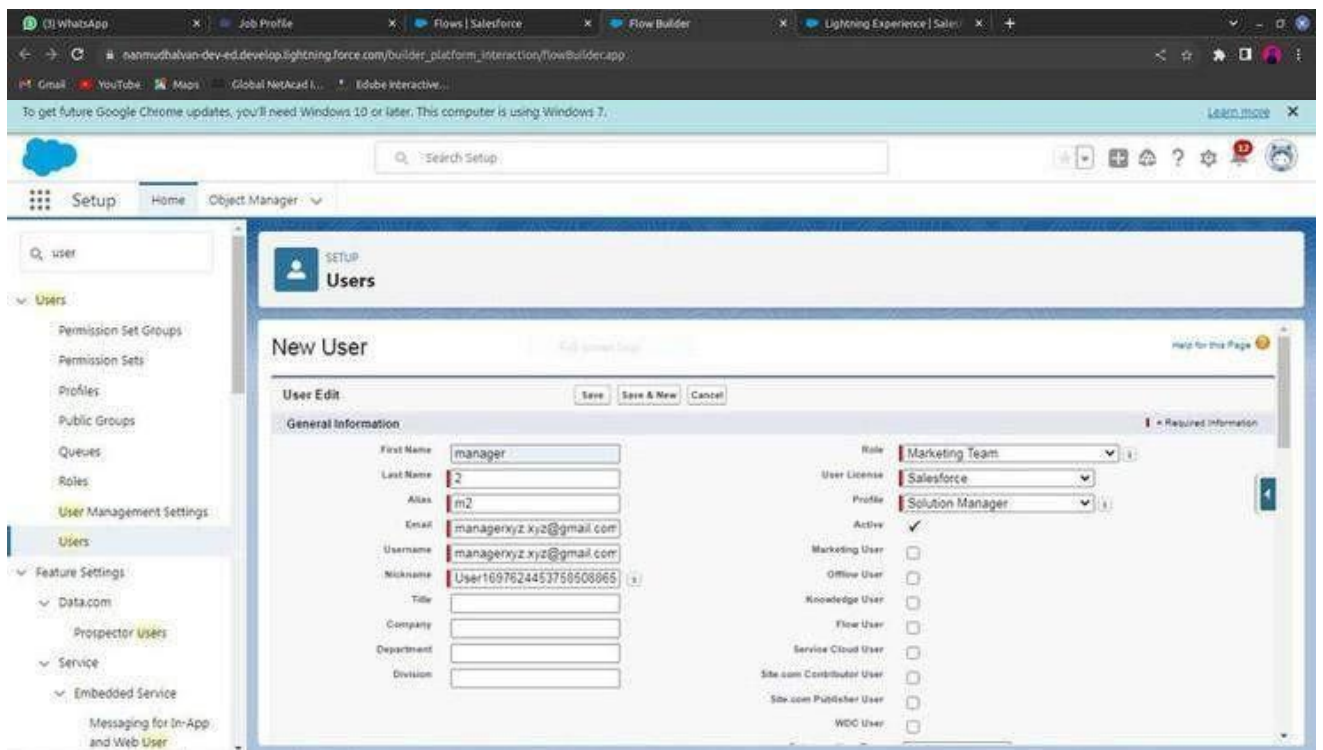 (3) WhatsApp
Job Profile
Flows | Salesforce
Flow Builder
Lightning Experience | Sales
nanmudhalvan-dev-ed.develop.lightning.force.com/builder_platform_interaction/flowBuilder.app
Gmail YouTube Maps Global NetAcad I... Edube Interactive...
To get future Google Chrome updates, you'll need Windows 10 or later. This computer is using Windows 7. Learn more
Search Setup
12
Setup Home Object Manager
user
SETUP
Users
Users
Permission Set Groups
Permission Sets
Profiles
Public Groups
Queues
Roles
User Management Settings
Users
Feature Settings
Data.com
Prospector Users
Service
Embedded Service
Messaging for In-App
and Web User
New User
Help for this Page
User Edit Save Save & New Cancel
General Information = Required Information
First Name manager
Last Name 2
Alias m2
Email managerxyz.xyz@gmail.com
Username managerxyz.xyz@gmail.com
Nickname User1697624453758508865
Title
Company
Department
Division
Role Marketing Team
User License Salesforce
Profile Solution Manager
Active
Marketing User
Offline User
Knowledge User
Flow User
Service Cloud User
Site.com Contributor User
Site.com Publisher User
WDC User